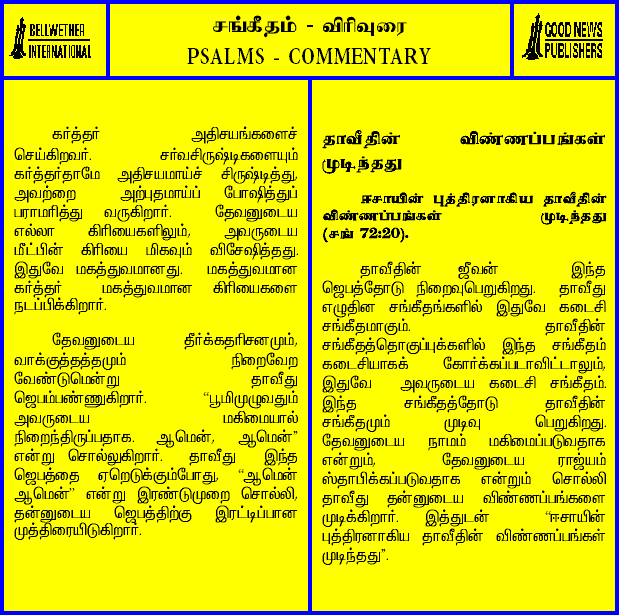 BELLWETHER
INTERNATIONAL
சங்கீதம் - விரிவுரை
PSALMS - COMMENTARY
GOOD NEWS
PUBLISHERS
கர்த்தர் அதிசயங்களைச்
செய்கிறவர். சர்வசிருஷ்டிகளையும்
கர்த்தர்தாமே அதிசயமாய்ச் சிருஷ்டித்து,
அவற்றை அற்புதமாய்ப் போஷித்துப்
பராமரித்து வருகிறார். தேவனுடைய
எல்லா கிரியைகளிலும், அவருடைய
மீட்பின் கிரியை மிகவும் விசேஷித்தது.
இதுவே மகத்துவமானது. மகத்துவமான
கர்த்தர் மகத்துவமான கிரியைகளை
நடப்பிக்கிறார்.
தேவனுடைய தீர்க்கதரிசனமும்,
வாக்குத்தத்தமும் நிறைவேற
வேண்டுமென்று தாவீது
ஜெபம்பண்ணுகிறார். “பூமிமுழுவதும்
அவருடைய மகிமையால்
நிறைந்திருப்பதாக. ஆமென், ஆமென்”
என்று சொல்லுகிறார். தாவீது இந்த
ஜெபத்தை ஏறெடுக்கும்போது, “ஆமென்
ஆமென்” என்று இரண்டுமுறை சொல்லி,
தன்னுடைய ஜெபத்திற்கு இரட்டிப்பான
முத்திரையிடுகிறார்.
தாவீதின் விண்ணப்பங்கள்
முடிந்தது
ஈசாயின் புத்திரனாகிய தாவீதின்
விண்ணப்பங்கள் முடிந்தது
(சங் 72:20).
தாவீதின் ஜீவன் இந்த
ஜெபத்தோடு நிறைவுபெறுகிறது. தாவீது
எழுதின சங்கீதங்களில் இதுவே கடைசி
சங்கீதமாகும். தாவீதின்
சங்கீதத்தொகுப்புக்களில் இந்த சங்கீதம்
கடைசியாகக் கோர்க்கப்படாவிட்டாலும்,
இதுவே அவருடைய கடைசி சங்கீதம்.
இந்த சங்கீதத்தோடு தாவீதின்
சங்கீதமும் முடிவு பெறுகிறது.
தேவனுடைய நாமம் மகிமைப்படுவதாக
என்றும், தேவனுடைய ராஜ்யம்
ஸ்தாபிக்கப்படுவதாக என்றும் சொல்லி
தாவீது தன்னுடைய விண்ணப்பங்களை
முடிக்கிறார். இத்துடன் “ஈசாயின்
புத்திரனாகிய தாவீதின் விண்ணப்பங்கள்
முடிந்தது”.